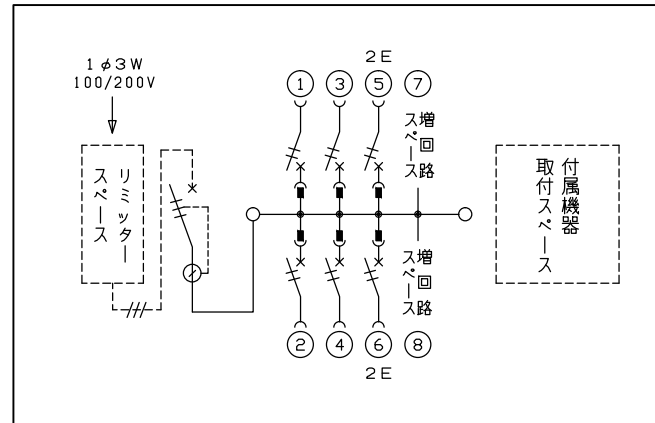 1φ3W
100/200V
リミッター
スペース
2E
① ③ ⑤ ⑦
増回路
スペース
付属機器
取付スペース
増回路
スペース
② ④ ⑥ ⑧
2E